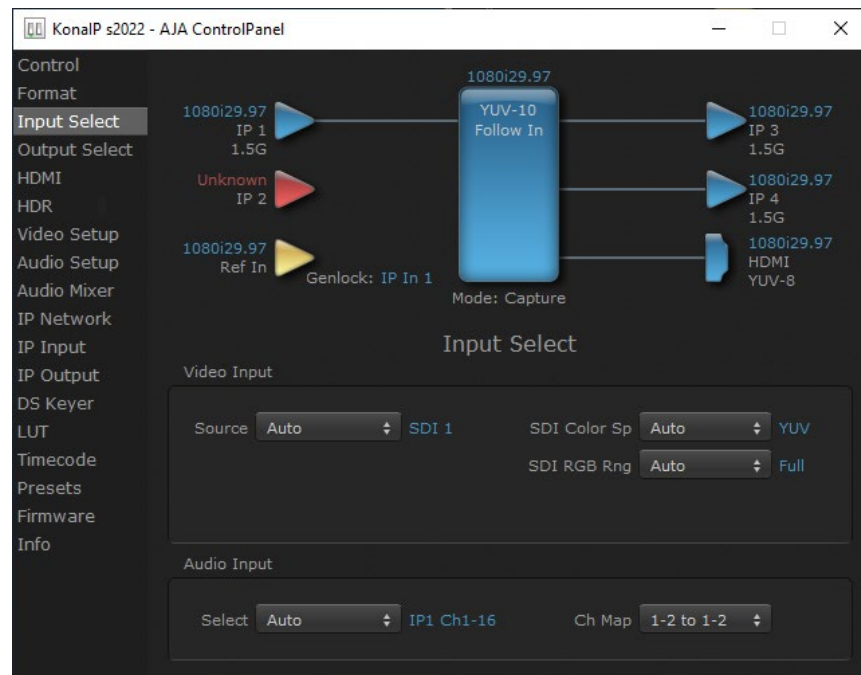 KonaIP s2022 - AJA ControlPanel
Control
Format
Input Select
Output Select
HDMI
HDR
Video Setup
Audio Setup
Audio Mixer
IP Network
IP Input
IP Output
DS Keyer
LUT
Timecode
Presets
Firmware
Info
1080i29.97
IP 1
1.5G
Unknown
IP 2
1080i29.97
Ref In
Genlock: IP In 1
1080i29.97
YUV-10
Follow In
Mode: Capture
1080i29.97
IP 3
1.5G
1080i29.97
IP 4
1.5G
1080i29.97
HDMI
YUV-8
Input Select
Video Input
Source Auto SDI 1 SDI Color Sp Auto YUV
SDI RGB Rng Auto Full
Audio Input
Select Auto IP1 Ch1-16 Ch Map 1-2 to 1-2